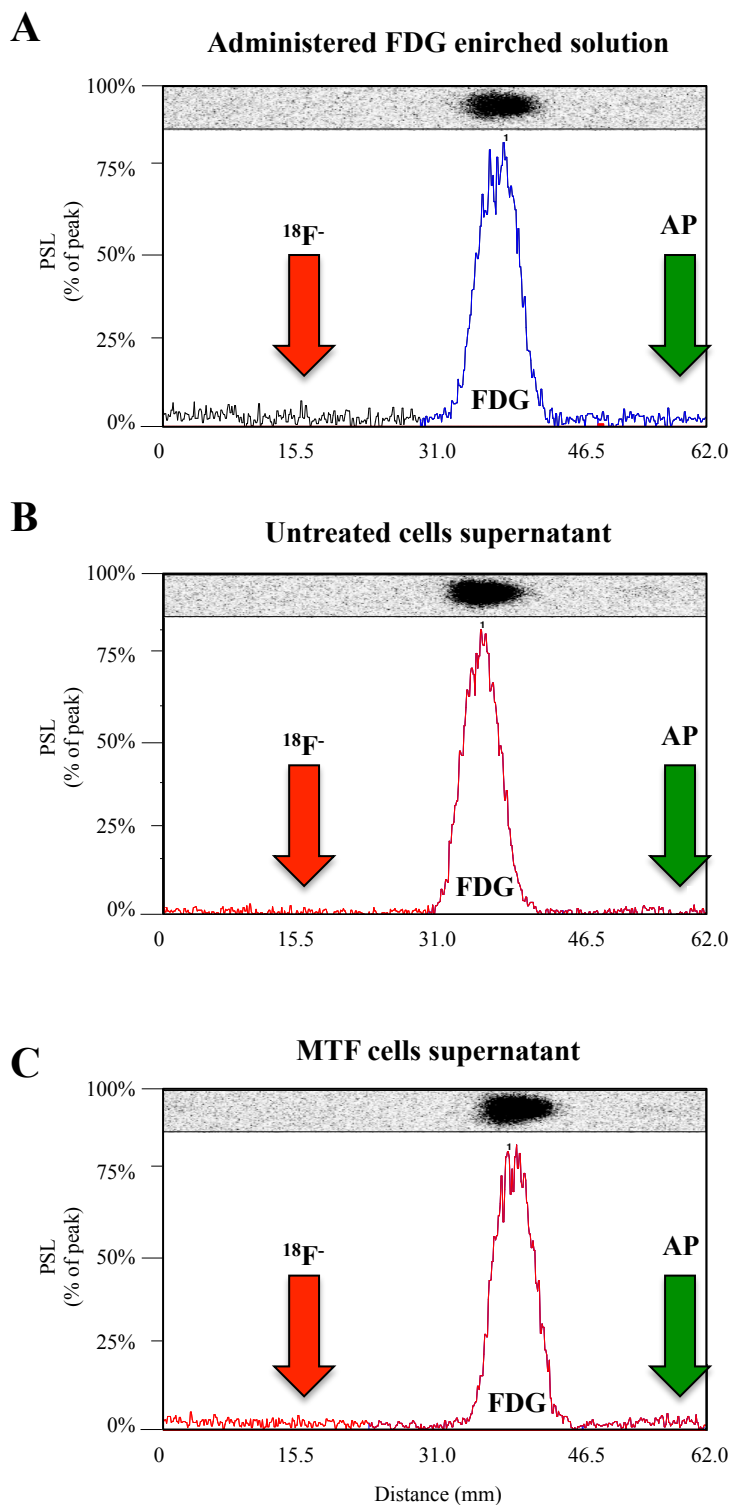 A
Administered FDG enirched solution
100%
1
75%
PSL
(% of peak)
50%
25%
0%
18F-
AP
FDG
0 15.5 31.0 46.5 62.0
B
Untreated cells supernatant
100%
1
75%
PSL
(% of peak)
50%
25%
0%
18F-
AP
FDG
0 15.5 31.0 46.5 62.0
C
MTF cells supernatant
100%
1
75%
PSL
(% of peak)
50%
25%
0%
18F-
AP
FDG
0 15.5 31.0 46.5 62.0
Distance (mm)